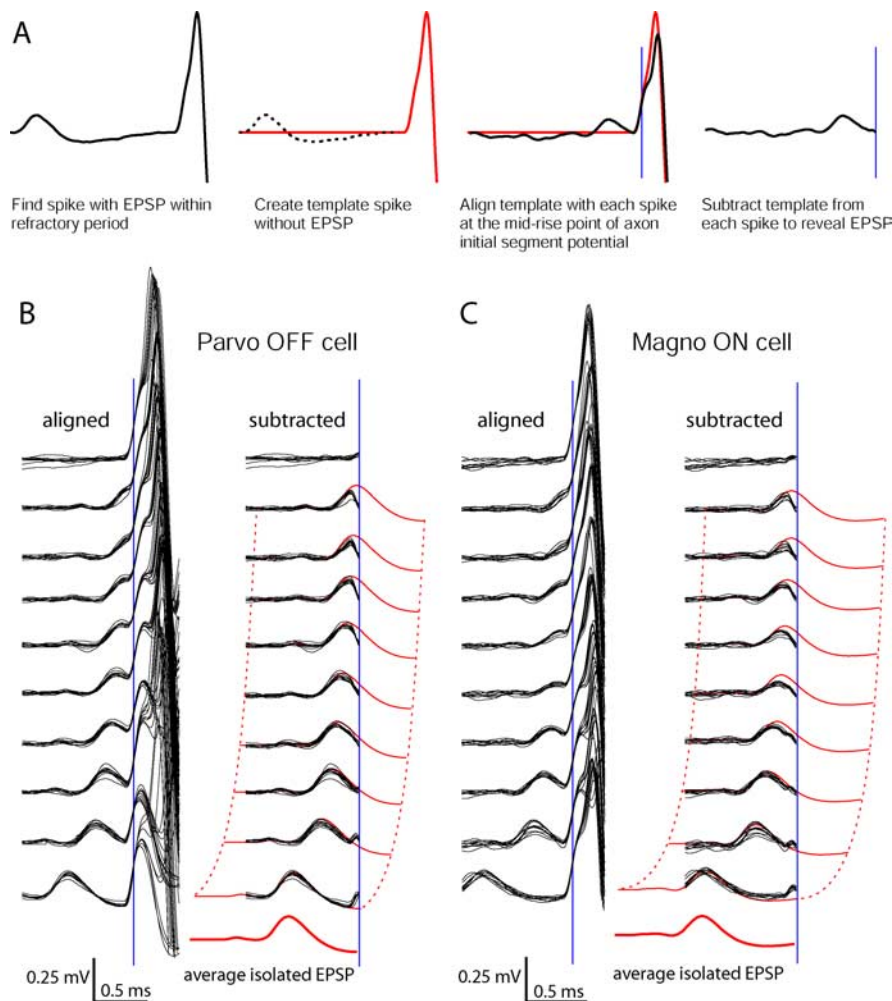 A
Find spike with EPSP within
refractory period
Create template spike
without EPSP
Align template with each spike
at the mid-rise point of axon
initial segment potential
Subtract template from
each spike to reveal EPSP
B
Parvo OFF cell
aligned
subtracted
0.25 mV
0.5 ms
average isolated EPSP
C
Magno ON cell
aligned
subtracted
0.25 mV
0.5 ms
average isolated EPSP